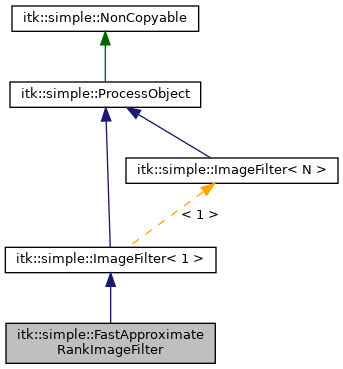 itk::simple::NonCopyable
itk::simple::ProcessObject
itk::simple::ImageFilter< N >
< 1 >
itk::simple::ImageFilter< 1 >
itk::simple::FastApproximate
RankImageFilter